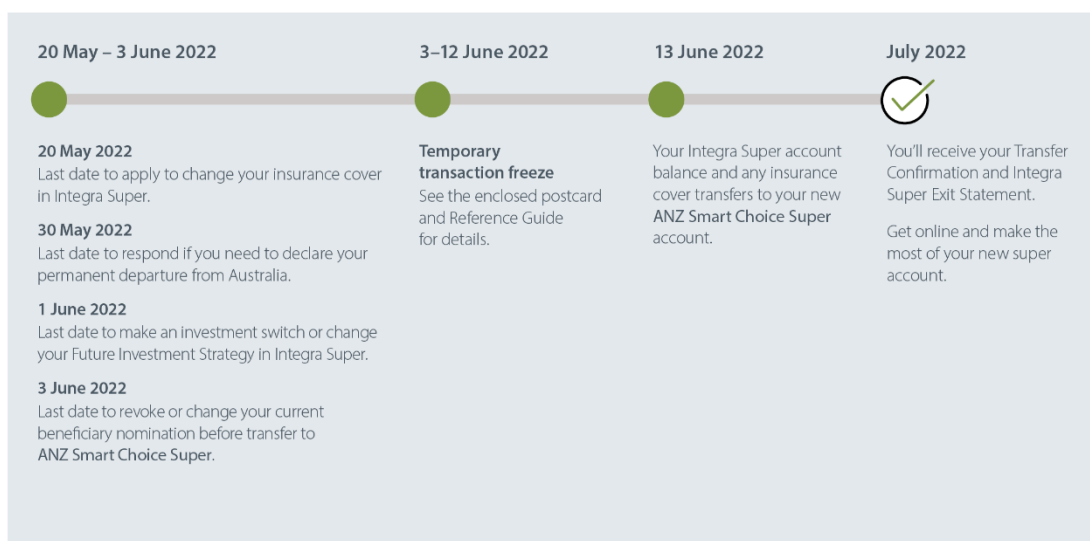 20 May – 3 June 2022
20 May 2022
Last date to apply to change your insurance cover
in Integra Super.
30 May 2022
Last date to respond if you need to declare your
permanent departure from Australia.
1 June 2022
Last date to make an investment switch or change
your Future Investment Strategy in Integra Super.
3 June 2022
Last date to revoke or change your current
beneficiary nomination before transfer to
ANZ Smart Choice Super.
3–12 June 2022
Temporary
transaction freeze
See the enclosed postcard
and Reference Guide
for details.
13 June 2022
Your Integra Super account
balance and any insurance
cover transfers to your new
ANZ Smart Choice Super
account.
July 2022
You’ll receive your Transfer
Confirmation and Integra
Super Exit Statement.
Get online and make the
most of your new super
account.